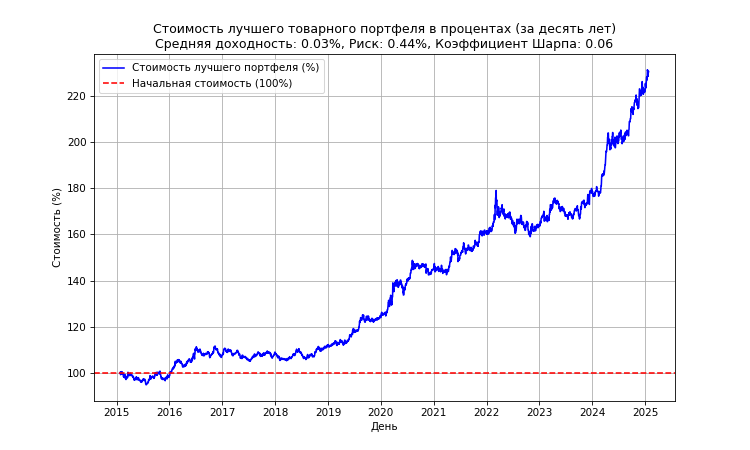 Стоимость лучшего товарного портфеля в процентах (за десять лет)
Средняя доходность: 0.03%, Риск: 0.44%, Коэффициент Шарпа: 0.06
Стоимость лучшего портфеля (%)
Начальная стоимость (100%)
Стоимость (%)
220
200
180
160
140
120
100
2015 2016 2017 2018 2019 2020 2021 2022 2023 2024 2025
День